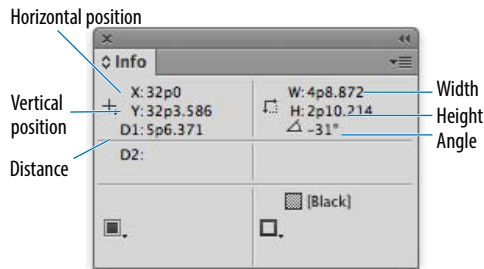 Horizontal position
Info
X: 32p0
W: 4p8.872
Width
Vertical
position
Y: 32p3.586
H: 2p10.214
Height
D1: 5p6.371
-31°
Angle
Distance
D2:
[Black]